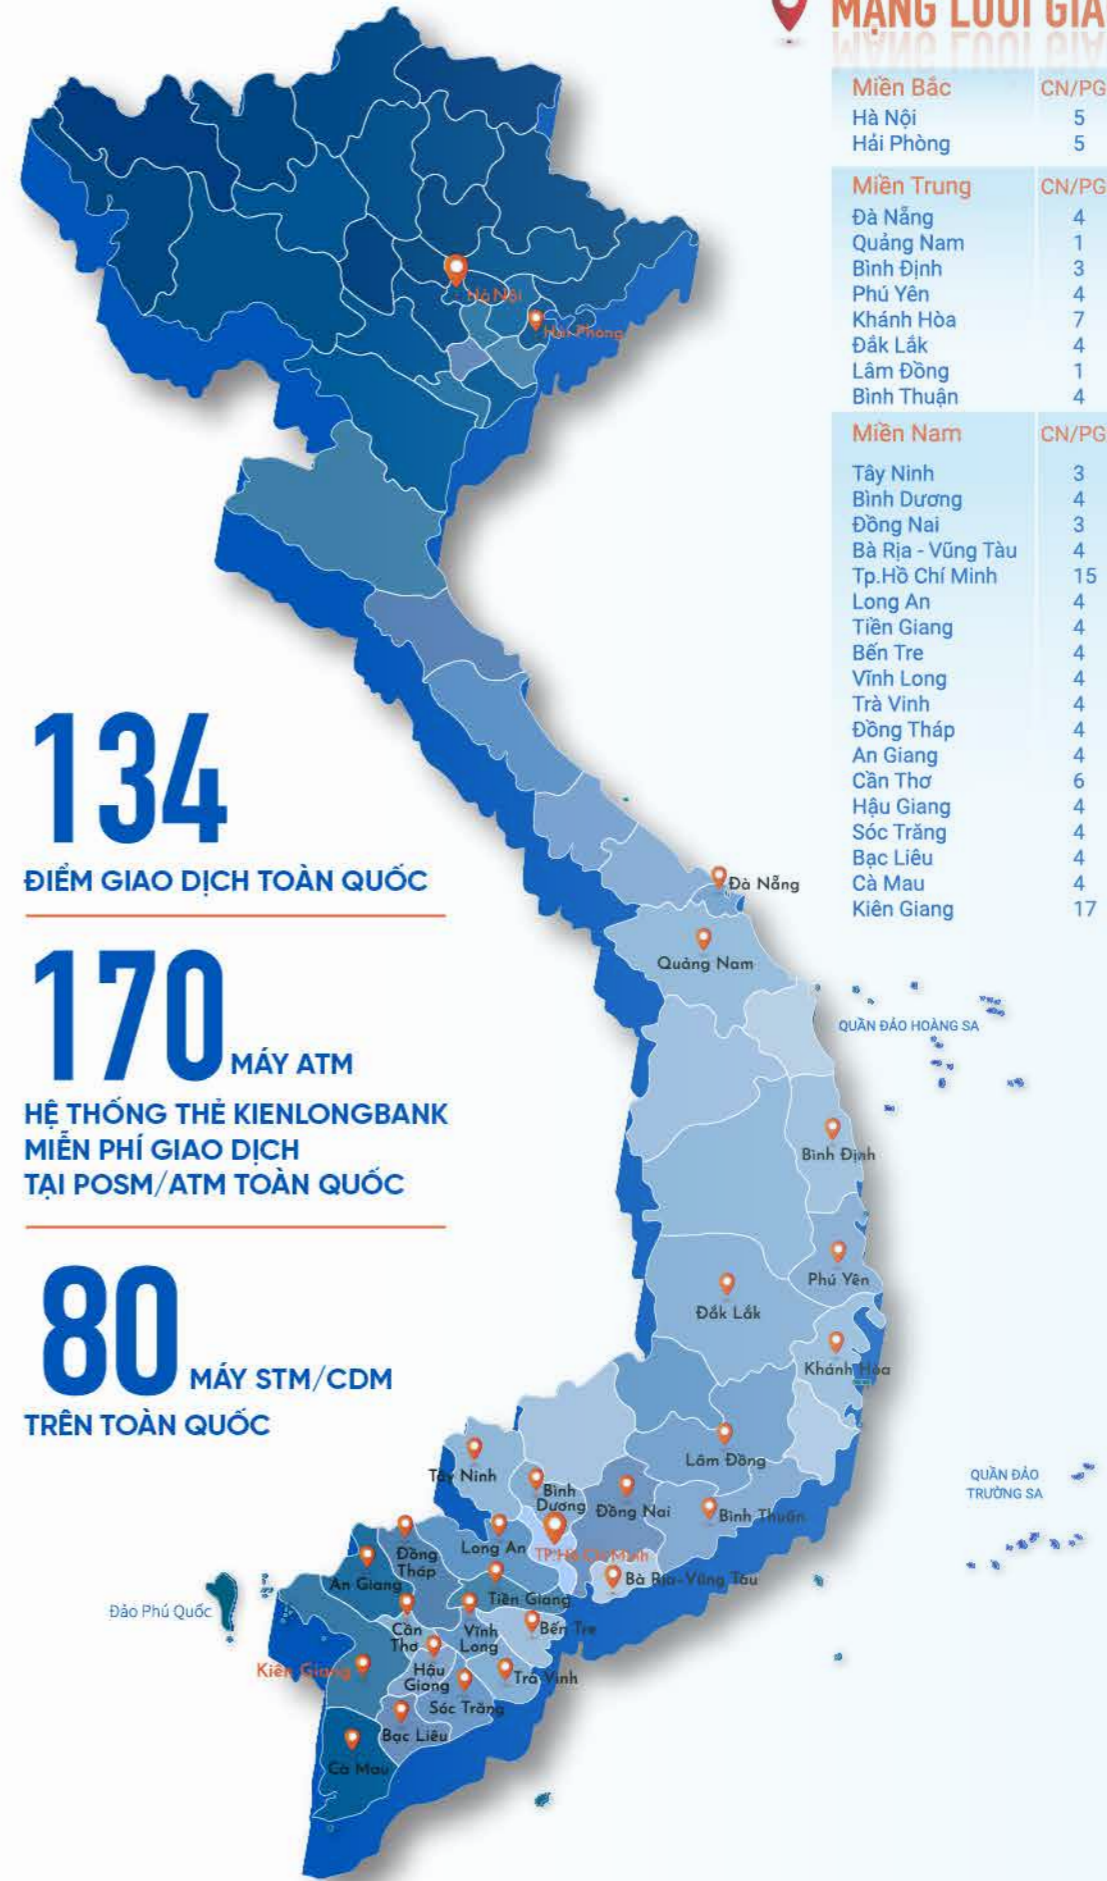 MẠNG LƯỚI GIA
Miền Bắc CN/PG
Hà Nội 5
Hải Phòng 5
Miền Trung CN/PG
Đà Nẵng 4
Quảng Nam 1
Bình Định 3
Phú Yên 4
Khánh Hòa 7
Đắk Lắk 4
Lâm Đồng 1
Bình Thuận 4
Miền Nam CN/PG
Tây Ninh 3
Bình Dương 4
Đồng Nai 3
Bà Rịa - Vũng Tàu 4
Tp.Hồ Chí Minh 15
Long An 4
Tiền Giang 4
Bến Tre 4
Vĩnh Long 4
Trà Vinh 4
Đồng Tháp 4
An Giang 4
Cần Thơ 6
Hậu Giang 4
Sóc Trăng 4
Bạc Liêu 4
Cà Mau 4
Kiên Giang 17
134
ĐIỂM GIAO DỊCH TOÀN QUỐC
170 MÁY ATM
HỆ THỐNG THẺ KIENLONGBANK
MIỄN PHÍ GIAO DỊCH
TẠI POSM/ATM TOÀN QUỐC
80 MÁY STM/CDM
TRÊN TOÀN QUỐC
Hà Nội
Hải Phòng
Đà Nẵng
Quảng Nam
QUẦN ĐẢO HOÀNG SA
Bình Định
Phú Yên
Đắk Lắk
Khánh Hòa
Lâm Đồng
Tây Ninh
Bình
Dương
Đồng Nai
Bình Thuận
QUẦN ĐẢO
TRƯỜNG SA
Long An
TP.Hồ Chí Minh
Đồng
Tháp
An Giang
Bà Rịa-Vũng Tàu
Tiền Giang
Đảo Phú Quốc
Cần
Thơ
Vĩnh
Long
Bến Tre
Kiên Giang
Hậu
Giang
Trà Vinh
Sóc Trăng
Bạc Liêu
Cà Mau